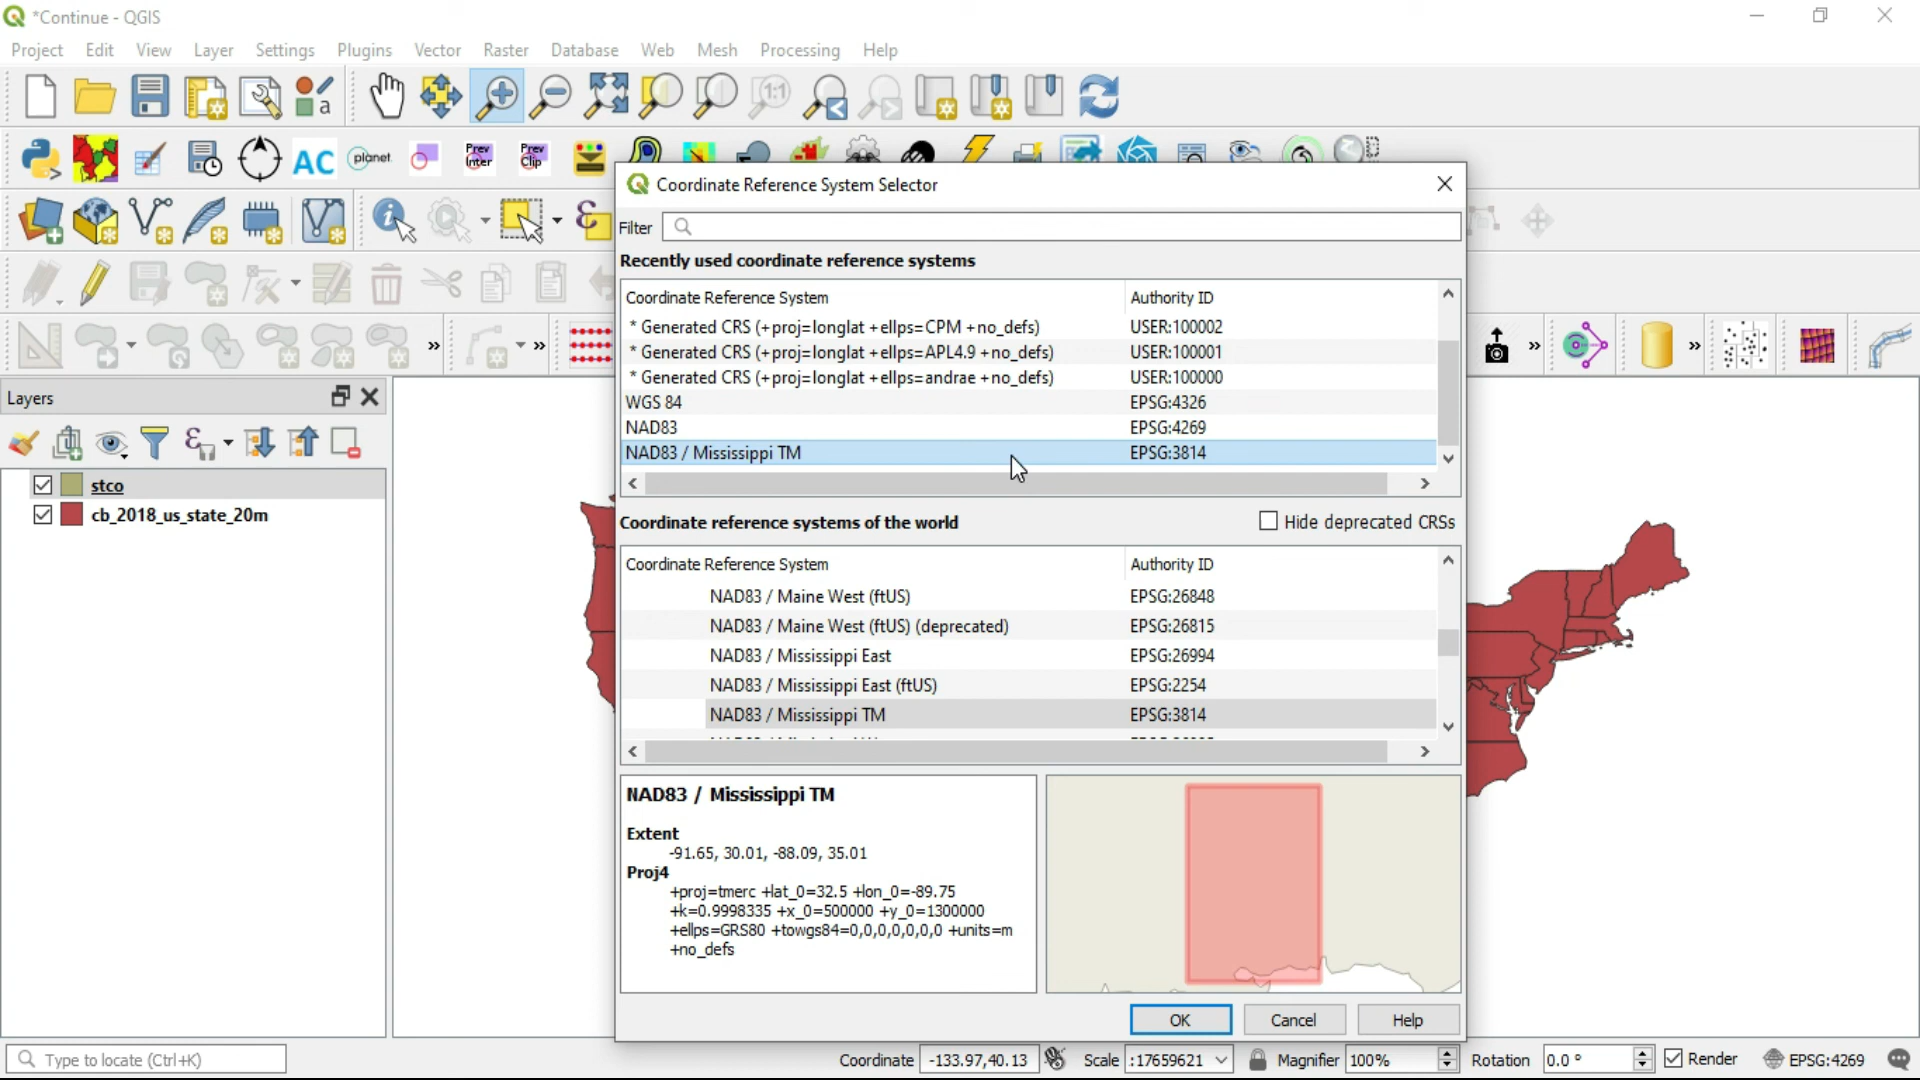 *Continue - QGIS
Project Edit View Layer Settings Plugins Vector Raster Database Web Mesh Processing Help
a
1:1
AC planet. Prev Inter Prev Clip
Coordinate Reference System Selector
Filter
Recently used coordinate reference systems
Coordinate Reference System Authority ID
* Generated CRS (+proj=longlat +ellps=CPM +no_defs) USER:100002
* Generated CRS (+proj=longlat +ellps=APL4.9 +no_defs) USER:100001
* Generated CRS (+proj=longlat +ellps=andrae +no_defs) USER:100000
WGS 84 EPSG:4326
NAD83 EPSG:4269
NAD83 / Mississippi TM EPSG:3814
Layers
stco
cb_2018_us_state_20m
Coordinate reference systems of the world Hide deprecated CRSs
Coordinate Reference System Authority ID
NAD83 / Maine West (ftUS) EPSG:26848
NAD83 / Maine West (ftUS) (deprecated) EPSG:26815
NAD83 / Mississippi East EPSG:26994
NAD83 / Mississippi East (ftUS) EPSG:2254
NAD83 / Mississippi TM EPSG:3814
NAD83 / Mississippi TM
Extent
-91.65, 30.01, -88.09, 35.01
Proj4
+proj=tmerc +lat_0=32.5 +lon_0=-89.75
+k=0.9998335 +x_0=500000 +y_0=1300000
+ellps=GRS80 +towgs84=0,0,0,0,0,0,0 +units=m
+no_defs
OK Cancel Help
Type to locate (Ctrl+K) Coordinate -133.97,40.13 Scale :17659621 Magnifier 100% Rotation 0.0 ° Render EPSG:4269